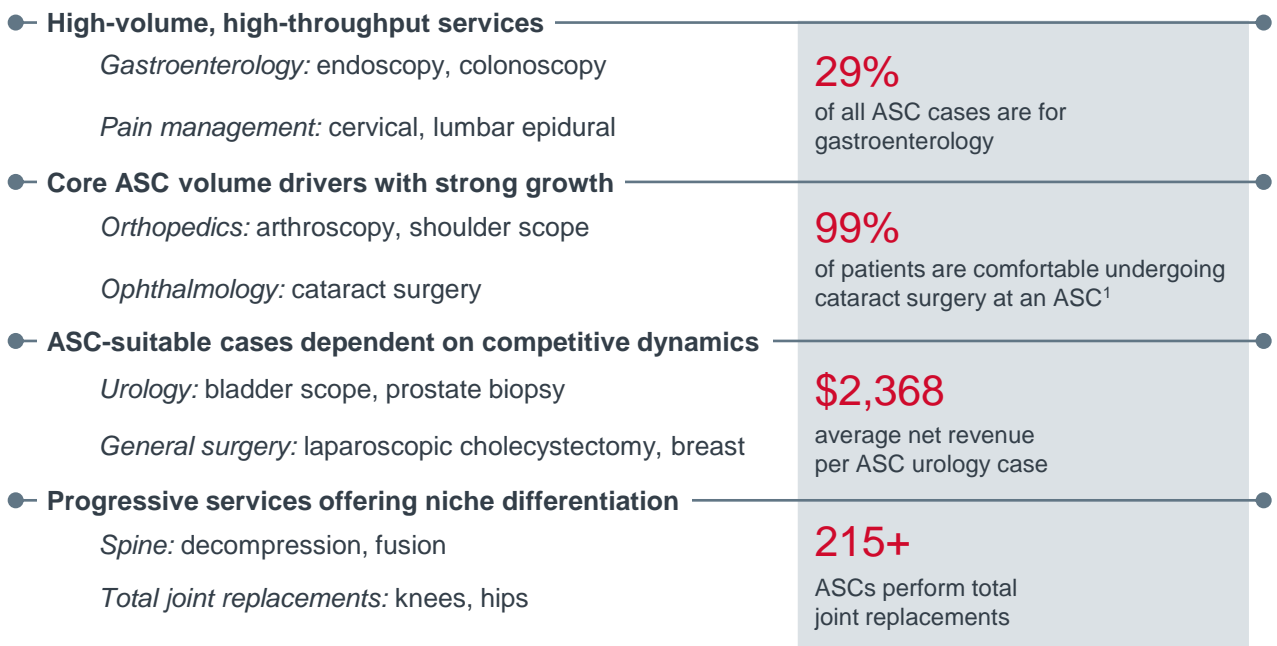 High-volume, high-throughput services
Gastroenterology: endoscopy, colonoscopy
Pain management: cervical, lumbar epidural
29%
of all ASC cases are for
gastroenterology
Core ASC volume drivers with strong growth
Orthopedics: arthroscopy, shoulder scope
Ophthalmology: cataract surgery
99%
of patients are comfortable undergoing
cataract surgery at an ASC¹
ASC-suitable cases dependent on competitive dynamics
Urology: bladder scope, prostate biopsy
General surgery: laparoscopic cholecystectomy, breast
$2,368
average net revenue
per ASC urology case
Progressive services offering niche differentiation
Spine: decompression, fusion
Total joint replacements: knees, hips
215+
ASCs perform total
joint replacements